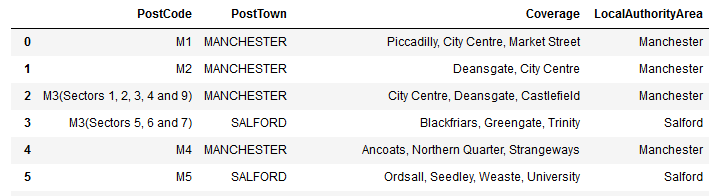 PostCode PostTown Coverage LocalAuthorityArea
0 M1 MANCHESTER Piccadilly, City Centre, Market Street Manchester
1 M2 MANCHESTER Deansgate, City Centre Manchester
2 M3(Sectors 1, 2, 3, 4 and 9) MANCHESTER City Centre, Deansgate, Castlefield Manchester
3 M3(Sectors 5, 6 and 7) SALFORD Blackfriars, Greengate, Trinity Salford
4 M4 MANCHESTER Ancoats, Northern Quarter, Strangeways Manchester
5 M5 SALFORD Ordsall, Seedley, Weaste, University Salford